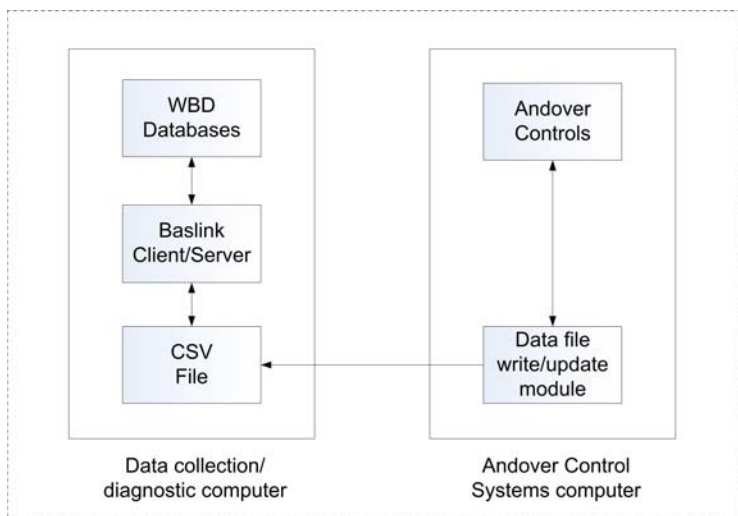 WBD
Databases
Baslink
Client/Server
CSV
File
Data collection/
diagnostic computer
Andover
Controls
Data file
write/update
module
Andover Control
Systems computer